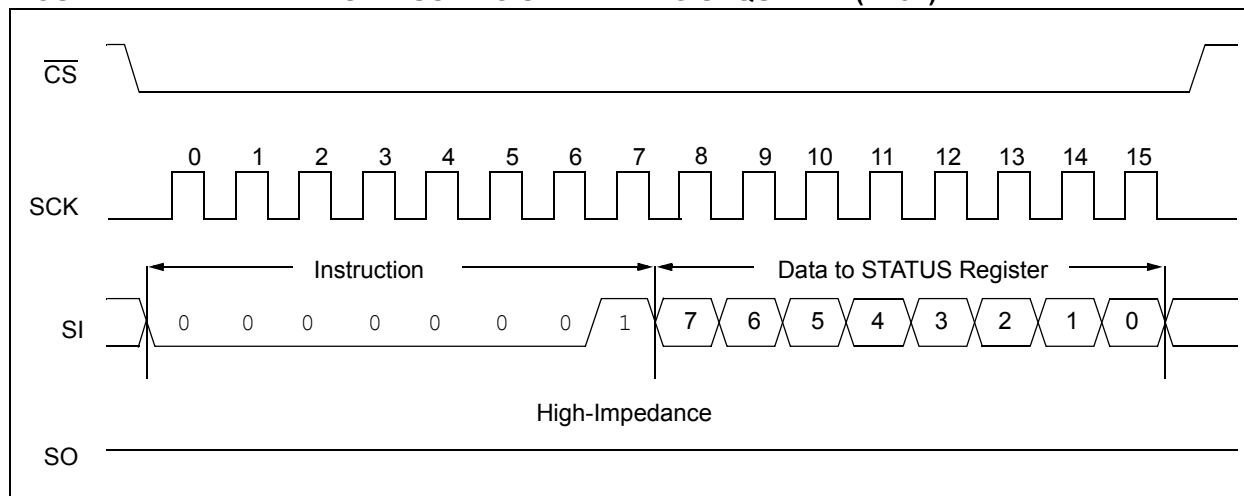 CS
0 1 2 3 4 5 6 7 8 9 10 11 12 13 14 15
SCK
Instruction Data to STATUS Register
SI 0 0 0 0 0 0 0 1 7 6 5 4 3 2 1 0
High-Impedance
SO